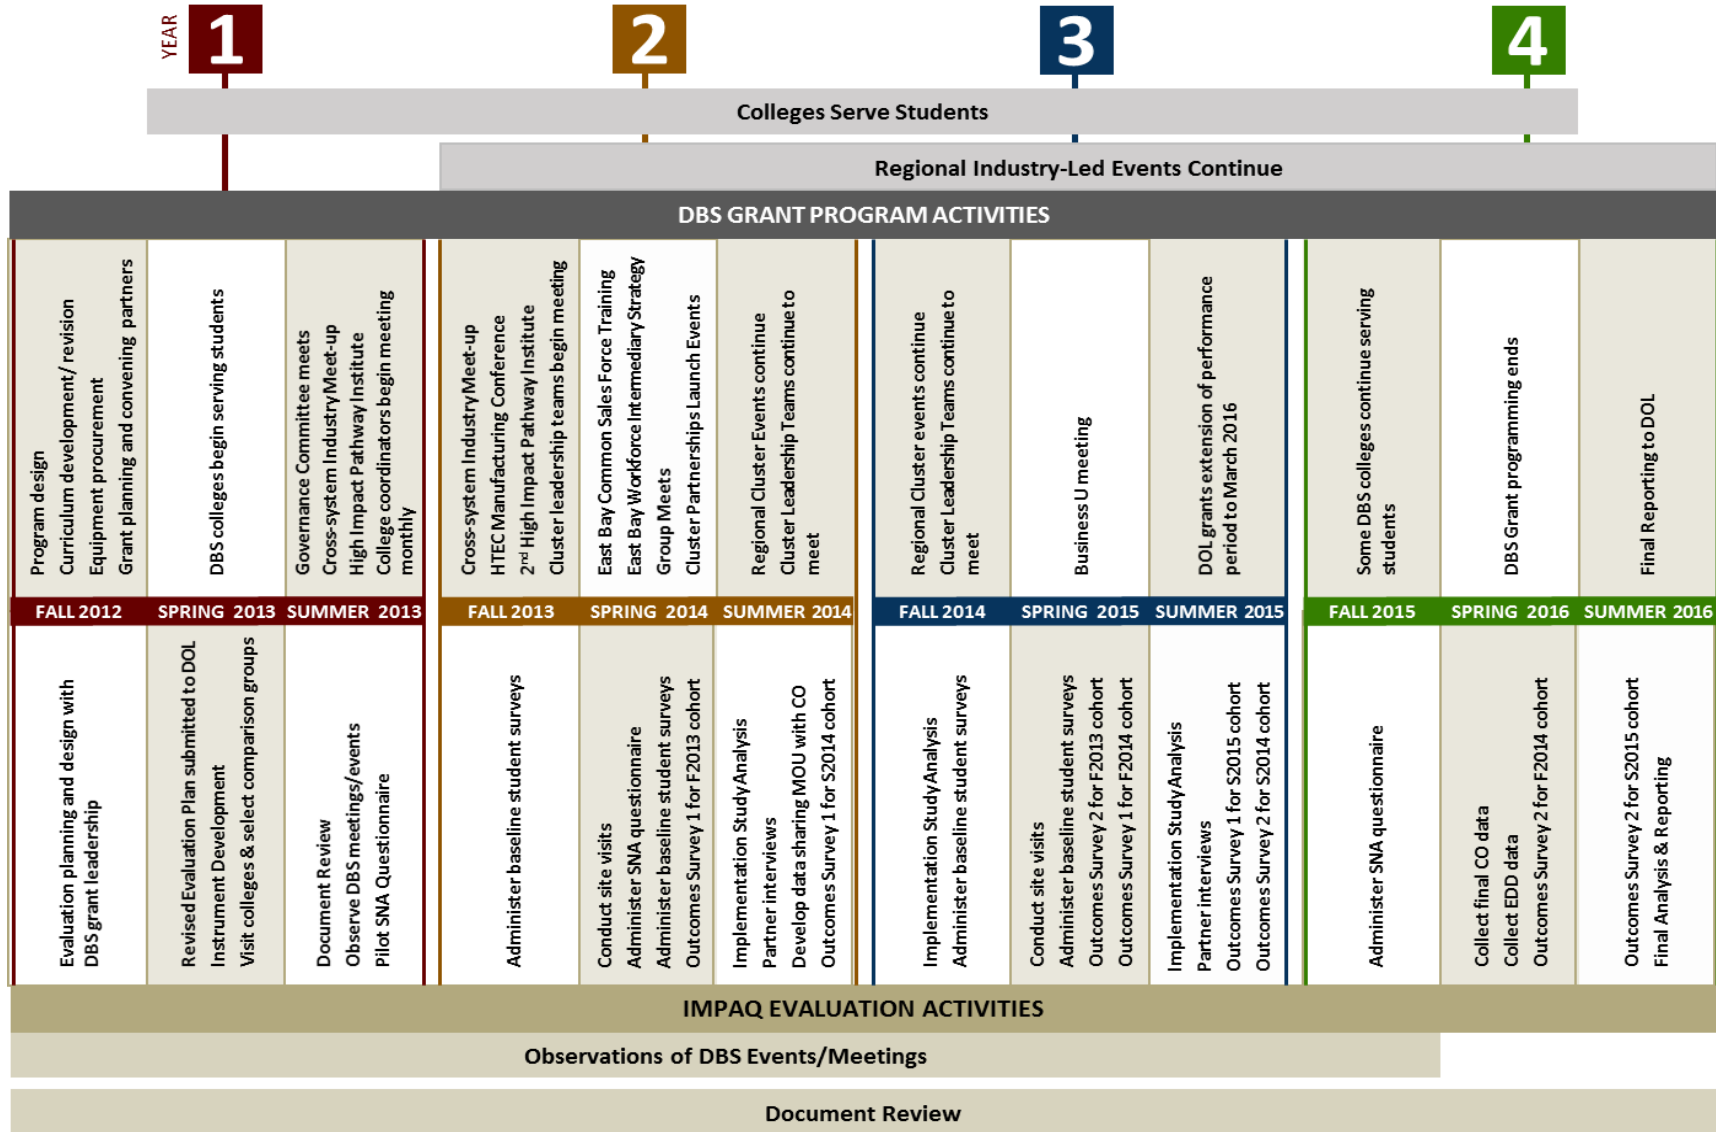 YEAR
1
2
3
4
Colleges Serve Students
Regional Industry-Led Events Continue
DBS GRANT PROGRAM ACTIVITIES
Program design
Curriculum development/revision
Equipment procurement
Grant planning and convening partners
DBS colleges begin serving students
Governance Committee meets
Cross-system Industry Meet-up
High Impact Pathway Institute
College coordinators begin meeting
monthly
Cross-system Industry Meet-up
HTEC Manufacturing Conference
2nd High Impact Pathway Institute
Cluster leadership teams begin meeting
East Bay Common Sales Force Training
East Bay Workforce Intermediary Strategy
Group Meets
Cluster Partnerships Launch Events
Regional Cluster Events continue
Cluster Leadership Teams continue to
meet
Regional Cluster events continue
Cluster Leadership Teams continue to
meet
Business U meeting
DOL grants extension of performance
period to March 2016
Some DBS colleges continue serving
students
DBS Grant programming ends
Final Reporting to DOL
FALL 2012
SPRING 2013
SUMMER 2013
FALL 2013
SPRING 2014
SUMMER 2014
FALL 2014
SPRING 2015
SUMMER 2015
FALL 2015
SPRING 2016
SUMMER 2016
Evaluation planning and design with
DBS grant leadership
Revised Evaluation Plan submitted to DOL
Instrument Development
Visit colleges & select comparison groups
Document Review
Observe DBS meetings/events
Pilot SNA Questionnaire
Administer baseline student surveys
Conduct site visits
Administer SNA questionnaire
Administer baseline student surveys
Outcomes Survey 1 for F2013 cohort
Implementation Study Analysis
Partner interviews
Develop data sharing MOU with CO
Outcomes Survey 1 for S2014 cohort
Implementation Study Analysis
Administer baseline student surveys
Conduct site visits
Administer baseline student surveys
Outcomes Survey 2 for F2013 cohort
Outcomes Survey 1 for F2014 cohort
Implementation Study Analysis
Partner interviews
Outcomes Survey 1 for S2015 cohort
Outcomes Survey 2 for S2014 cohort
Administer SNA questionnaire
Collect final CO data
Collect EDD data
Outcomes Survey 2 for F2014 cohort
Outcomes Survey 2 for S2015 cohort
Final Analysis & Reporting
IMPAQ EVALUATION ACTIVITIES
Observations of DBS Events/Meetings
Document Review